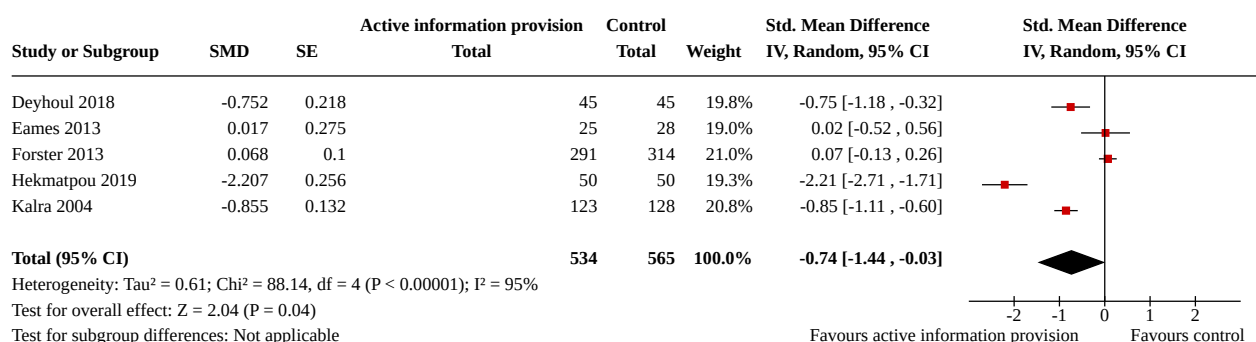 Active information provision Control Std. Mean Difference Std. Mean Difference
Study or Subgroup SMD SE Total Total Weight IV, Random, 95% CI IV, Random, 95% CI
Deyhoul 2018 -0.752 0.218 45 45 19.8% -0.75 [-1.18 , -0.32]
Eames 2013 0.017 0.275 25 28 19.0% 0.02 [-0.52 , 0.56]
Forster 2013 0.068 0.1 291 314 21.0% 0.07 [-0.13 , 0.26]
Hekmatpou 2019 -2.207 0.256 50 50 19.3% -2.21 [-2.71 , -1.71]
Kalra 2004 -0.855 0.132 123 128 20.8% -0.85 [-1.11 , -0.60]
Total (95% CI) 534 565 100.0% -0.74 [-1.44 , -0.03]
Heterogeneity: Tau² = 0.61; Chi² = 88.14, df = 4 (P < 0.00001); I² = 95%
Test for overall effect: Z = 2.04 (P = 0.04) -2 -1 0 1 2
Test for subgroup differences: Not applicable Favours active information provision Favours control